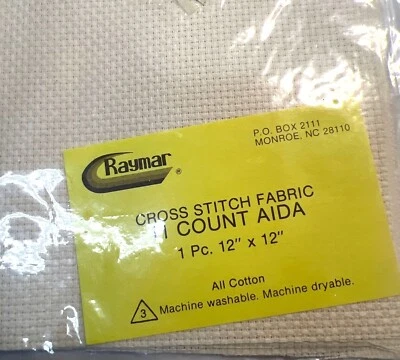 Raymar ®
P.O. BOX 2111
MONROE, NC 28110
CROSS STITCH FABRIC
11 COUNT AIDA
1 Pc. 12" x 12"
All Cotton
3 Machine washable. Machine dryable.